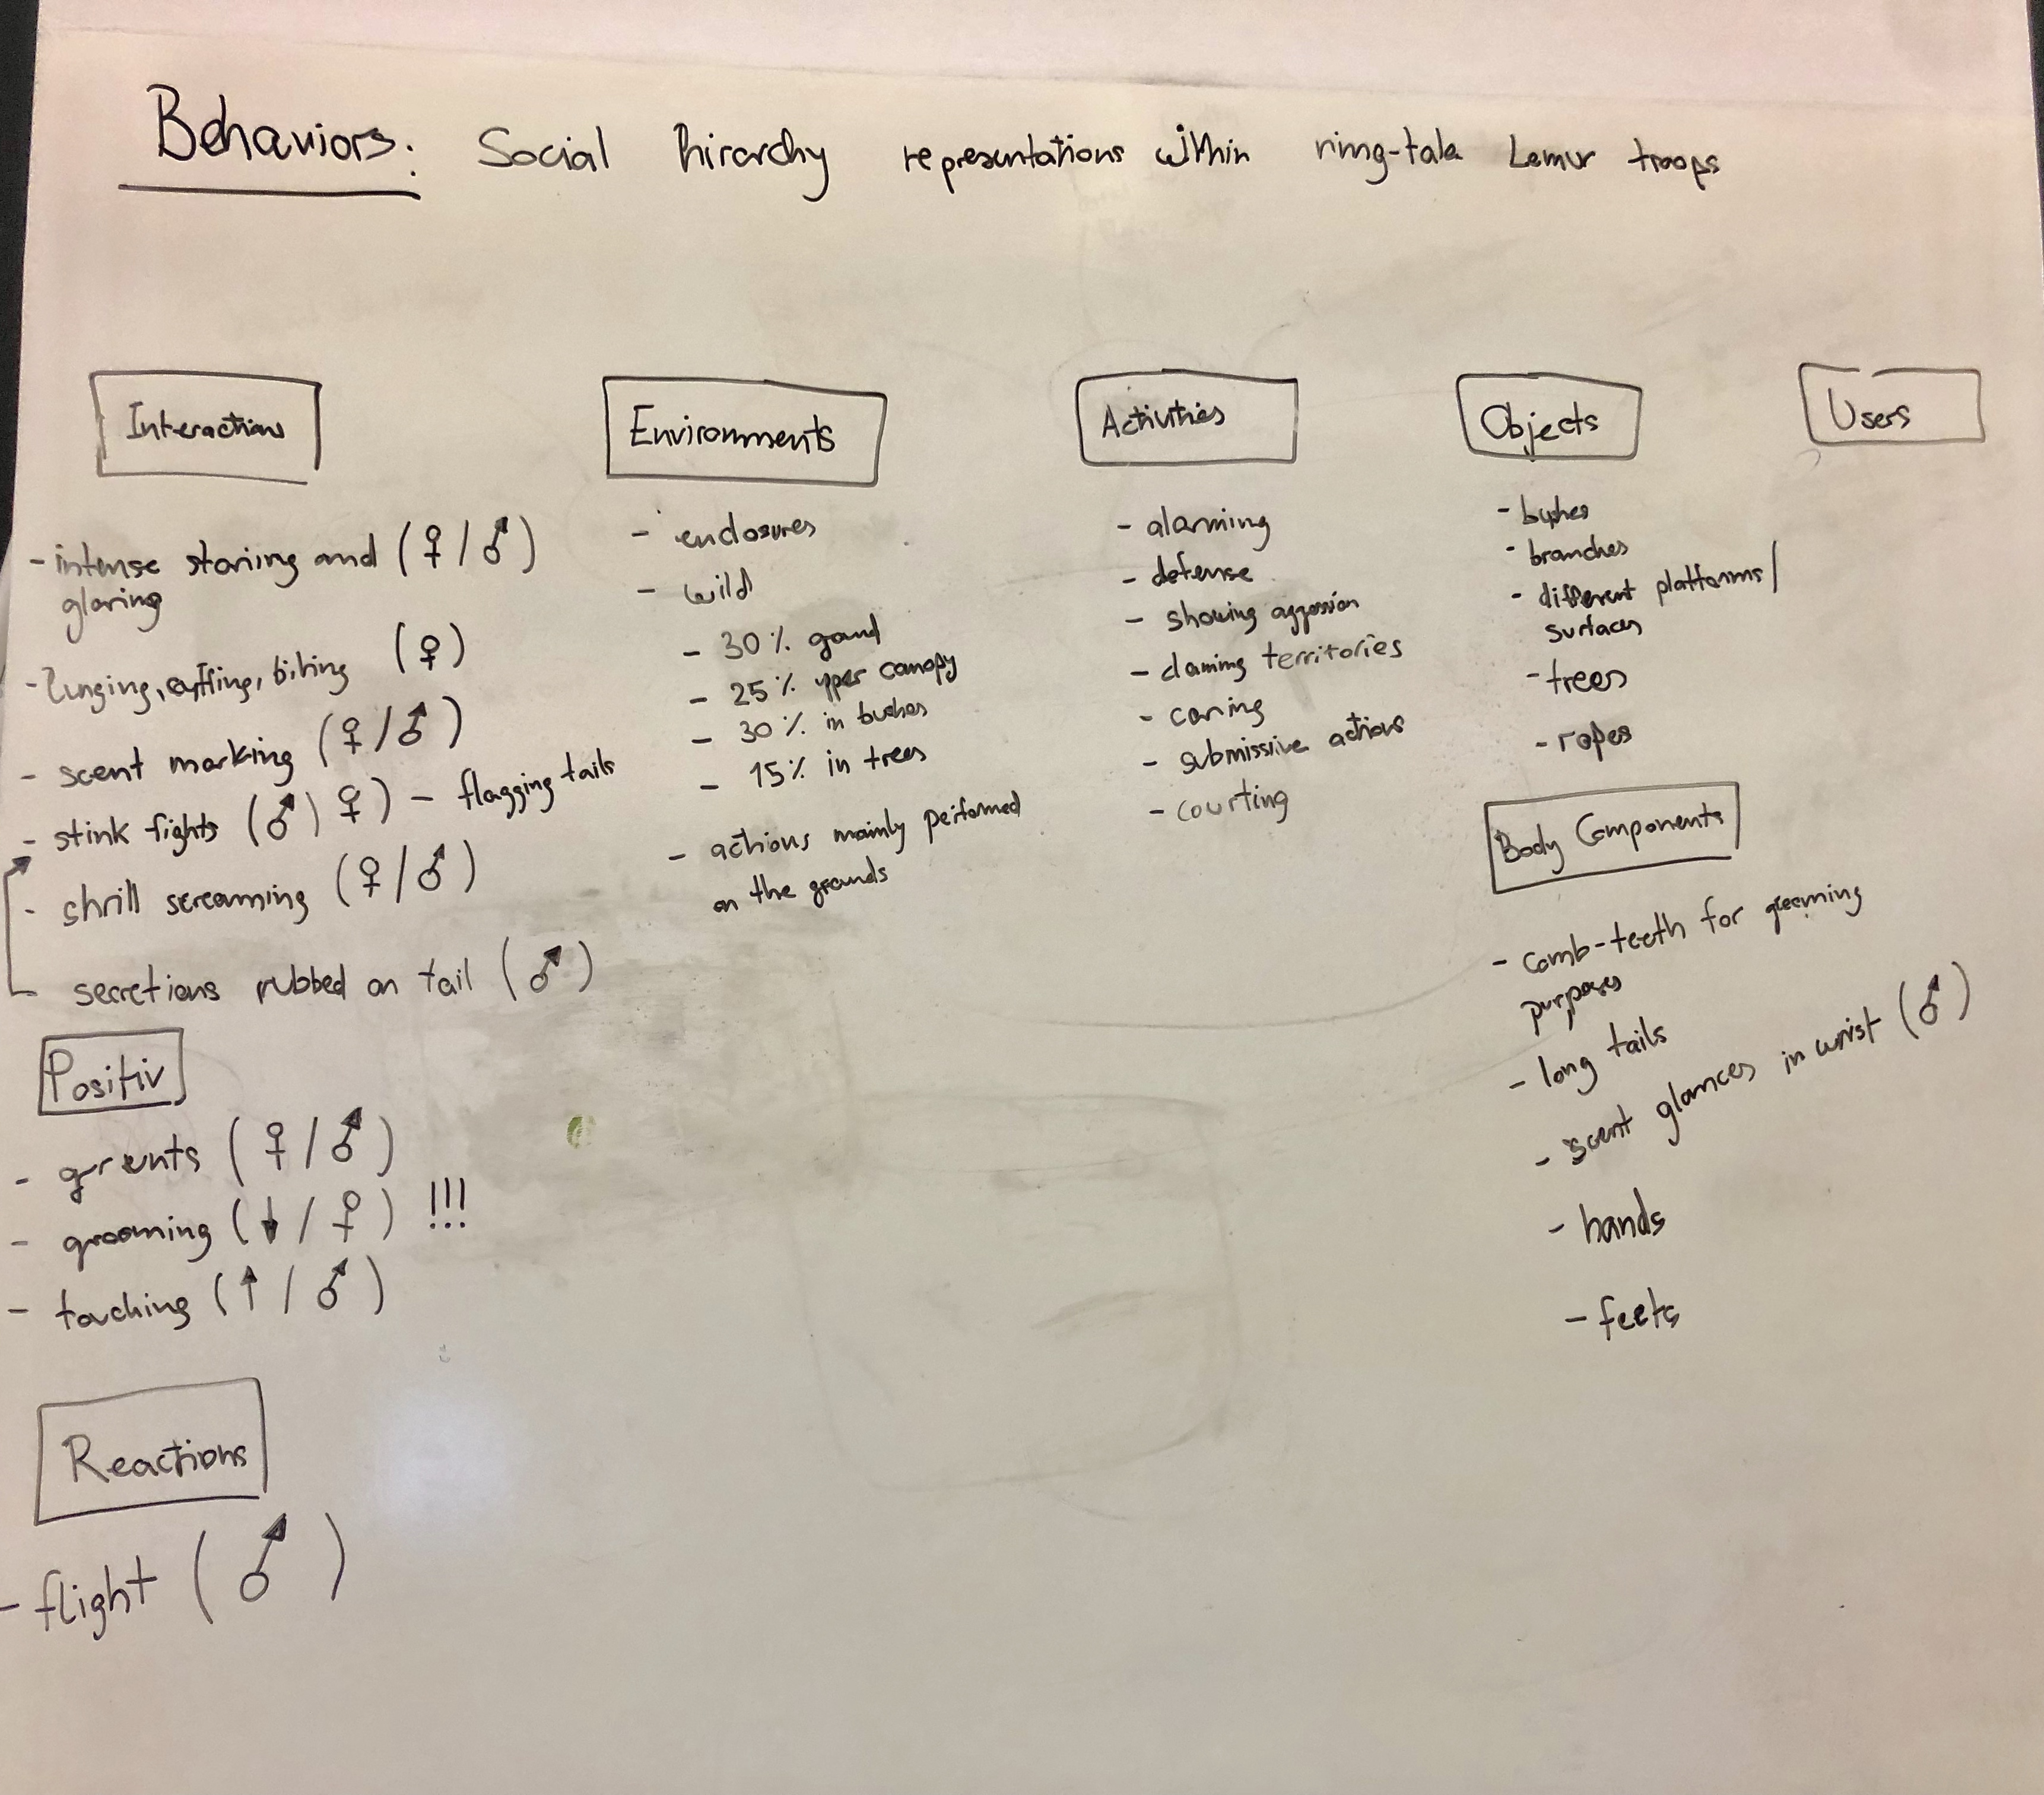 Behaviors: Social hirarchy representations within ring-tale Lemur troops
Interactions
- intense staring and (♀/♂)
glaring
- lunging, cuffing, biting (♀)
- scent marking (♀/♂)
- stink fights (♂) ♀) - flagging tails
- shrill screaming (♀/♂)
secretions rubbed on tail (♂)
Positiv
- grunts (♀/♂)
- grooming (↓/♀) !!!
- touching (↑/♂)
Reactions
- flight (♂)
Environments
- enclosures
- wild
- 30% gound
- 25% upper canopy
- 30% in bushes
- 15% in trees
- actions mainly performed
on the grounds
Activities
- alarming
- defense
- showing aggression
- claming territories
- caring
- submissive actions
- courting
Objects
- bushes
- branches
- different platforms/
surfaces
- trees
- ropes
Body Components
- comb-teeth for grooming
purposes
- long tails
- scent glances in wrist (♂)
- hands
- feets
Users